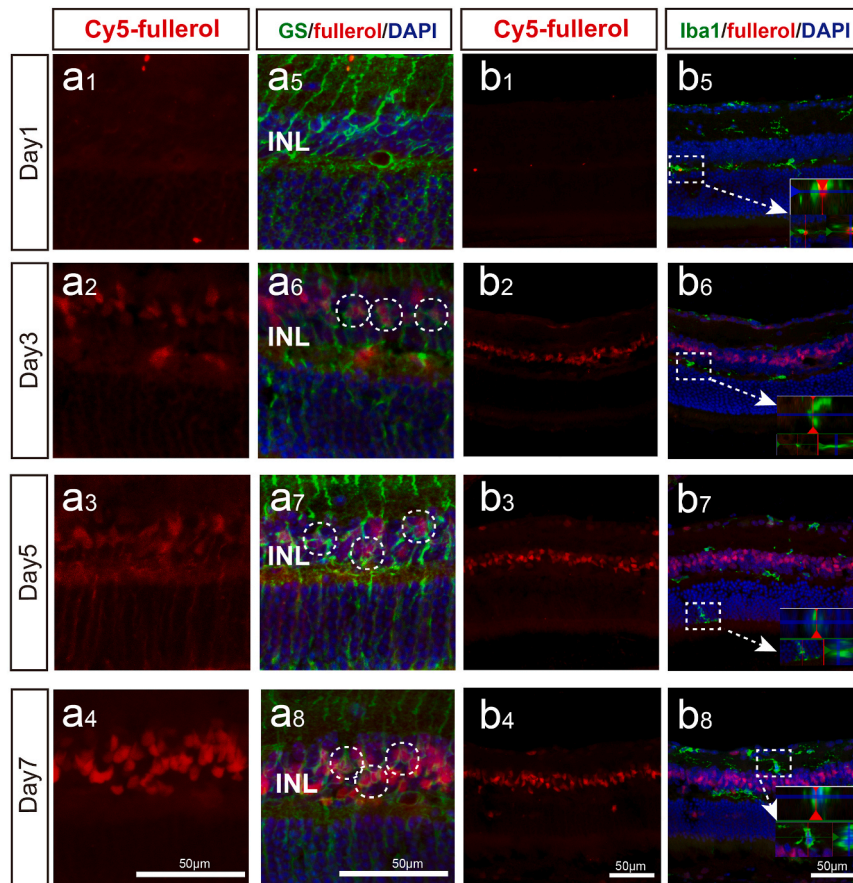 Cy5-fullerol GS/fullerol/DAPI Cy5-fullerol Iba1/fullerol/DAPI
Day1 a1 a5 b1 b5
INL
Day3 a2 a6 b2 b6
INL
Day5 a3 a7 b3 b7
INL
Day7 a4 a8 b4 b8
INL
50μm 50μm 50μm 50μm